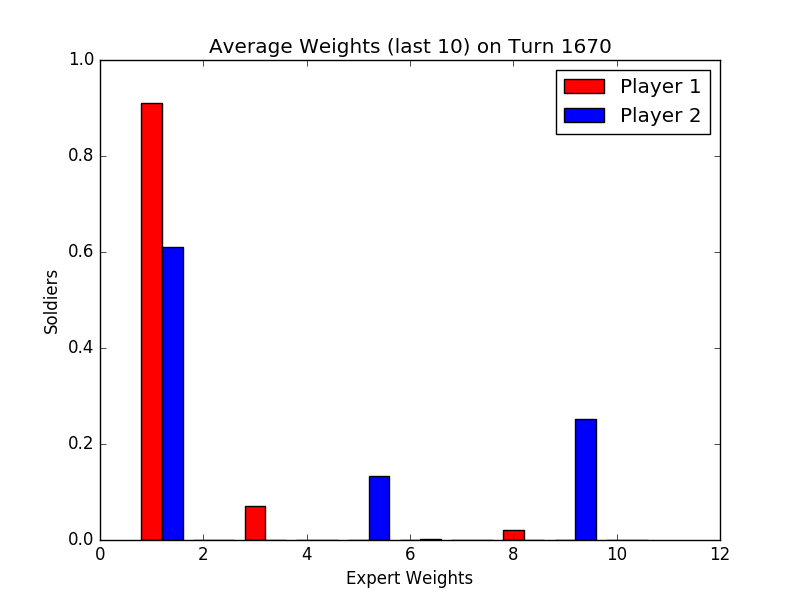 Average Weights (last 10) on Turn 1670
1.0
0.8
0.6
0.4
0.2
0.0
Soldiers
Player 1
Player 2
0 2 4 6 8 10 12
Expert Weights